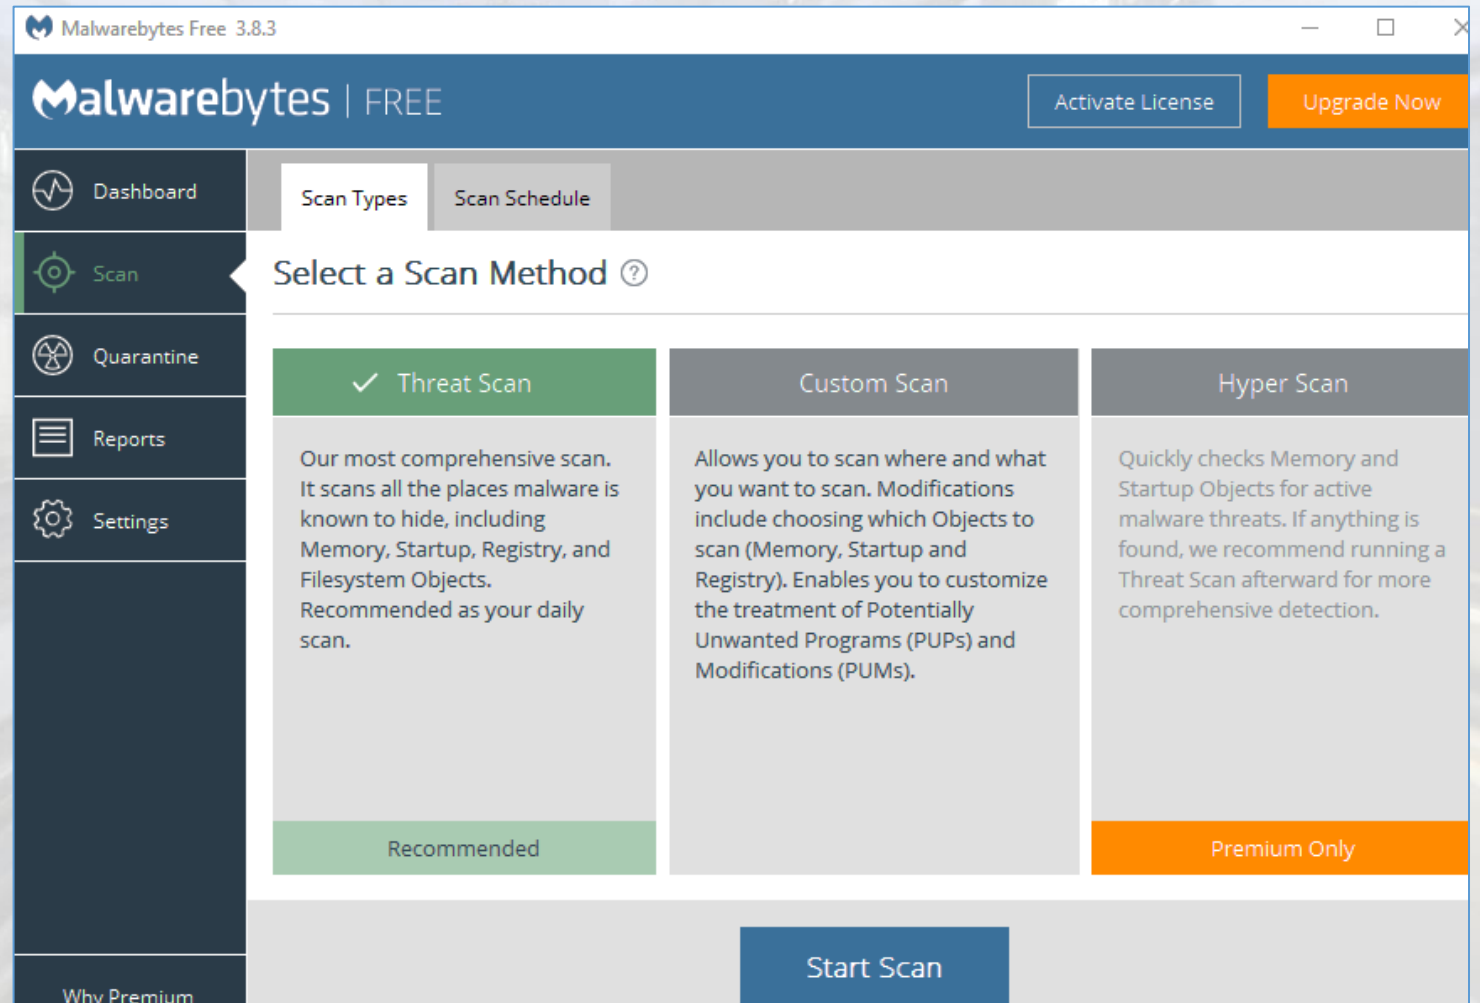 Malwarebytes Free 3.8.3
Malwarebytes | FREE
Activate License
Upgrade Now
Dashboard
Scan
Quarantine
Reports
Settings
Why Premium
Scan Types
Scan Schedule
Select a Scan Method ?
Threat Scan
Our most comprehensive scan.
It scans all the places malware is
known to hide, including
Memory, Startup, Registry, and
Filesystem Objects.
Recommended as your daily
scan.
Recommended
Custom Scan
Allows you to scan where and what
you want to scan. Modifications
include choosing which Objects to
scan (Memory, Startup and
Registry). Enables you to customize
the treatment of Potentially
Unwanted Programs (PUPs) and
Modifications (PUMs).
Hyper Scan
Quickly checks Memory and
Startup Objects for active
malware threats. If anything is
found, we recommend running a
Threat Scan afterward for more
comprehensive detection.
Premium Only
Start Scan